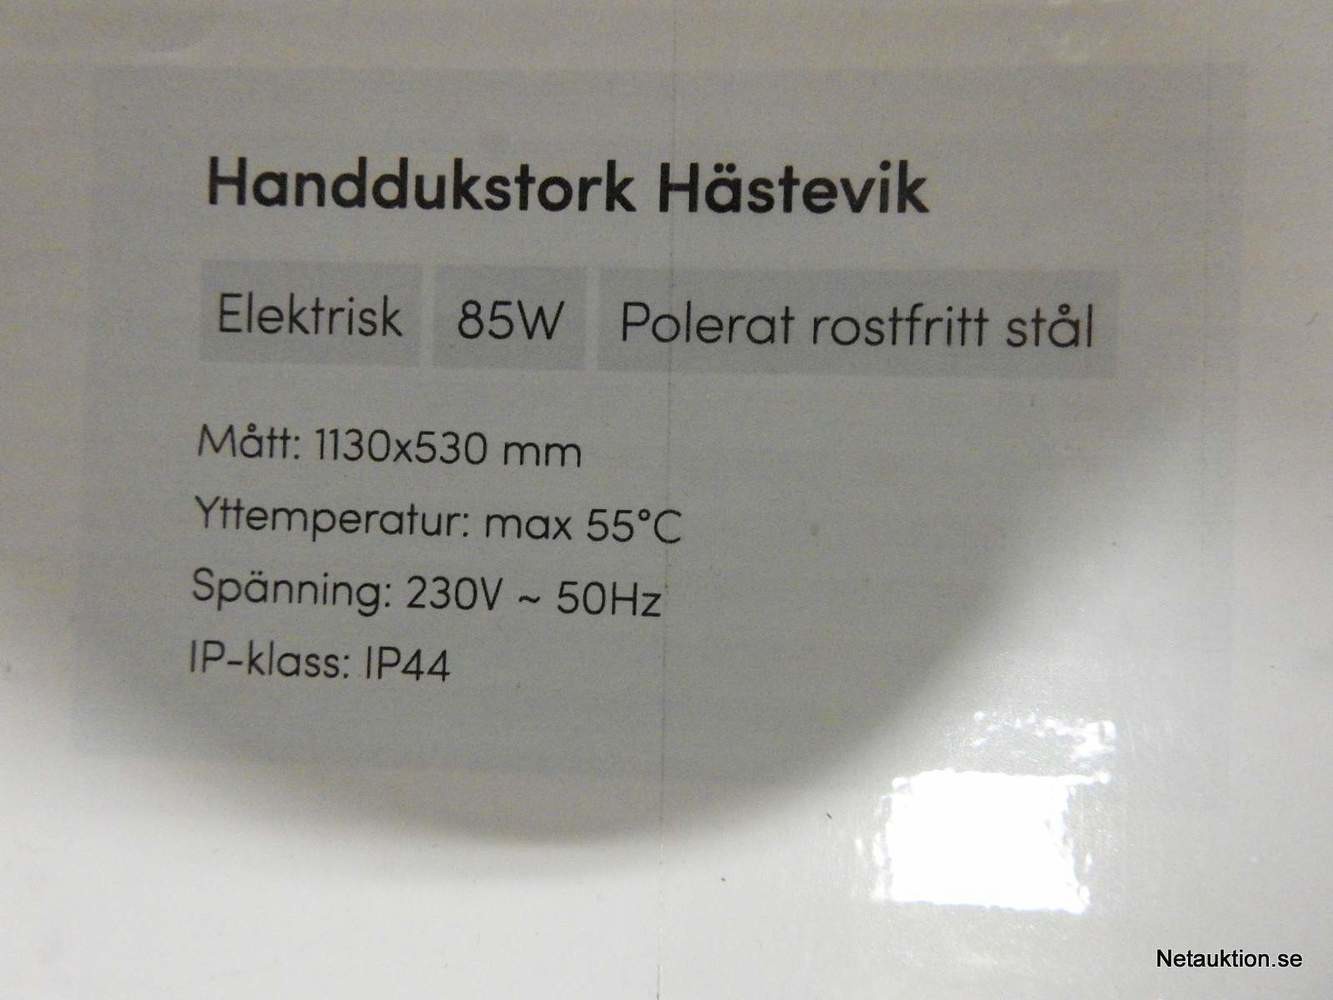 Handdukstork Hästevik
Elektrisk 85W Polerat rostfritt stål
Mått: 1130x530 mm
Yttemperatur: max 55°C
Spänning: 230V ~ 50Hz
IP-klass: IP44
Netauktion.se